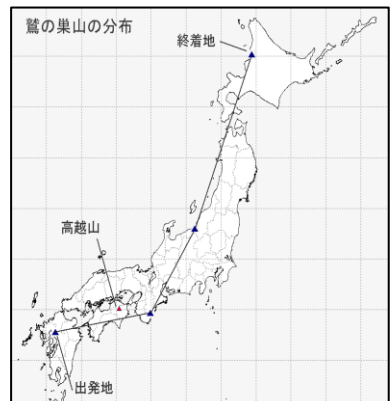 鷲の巣山の分布
終着地
高越山
出発地